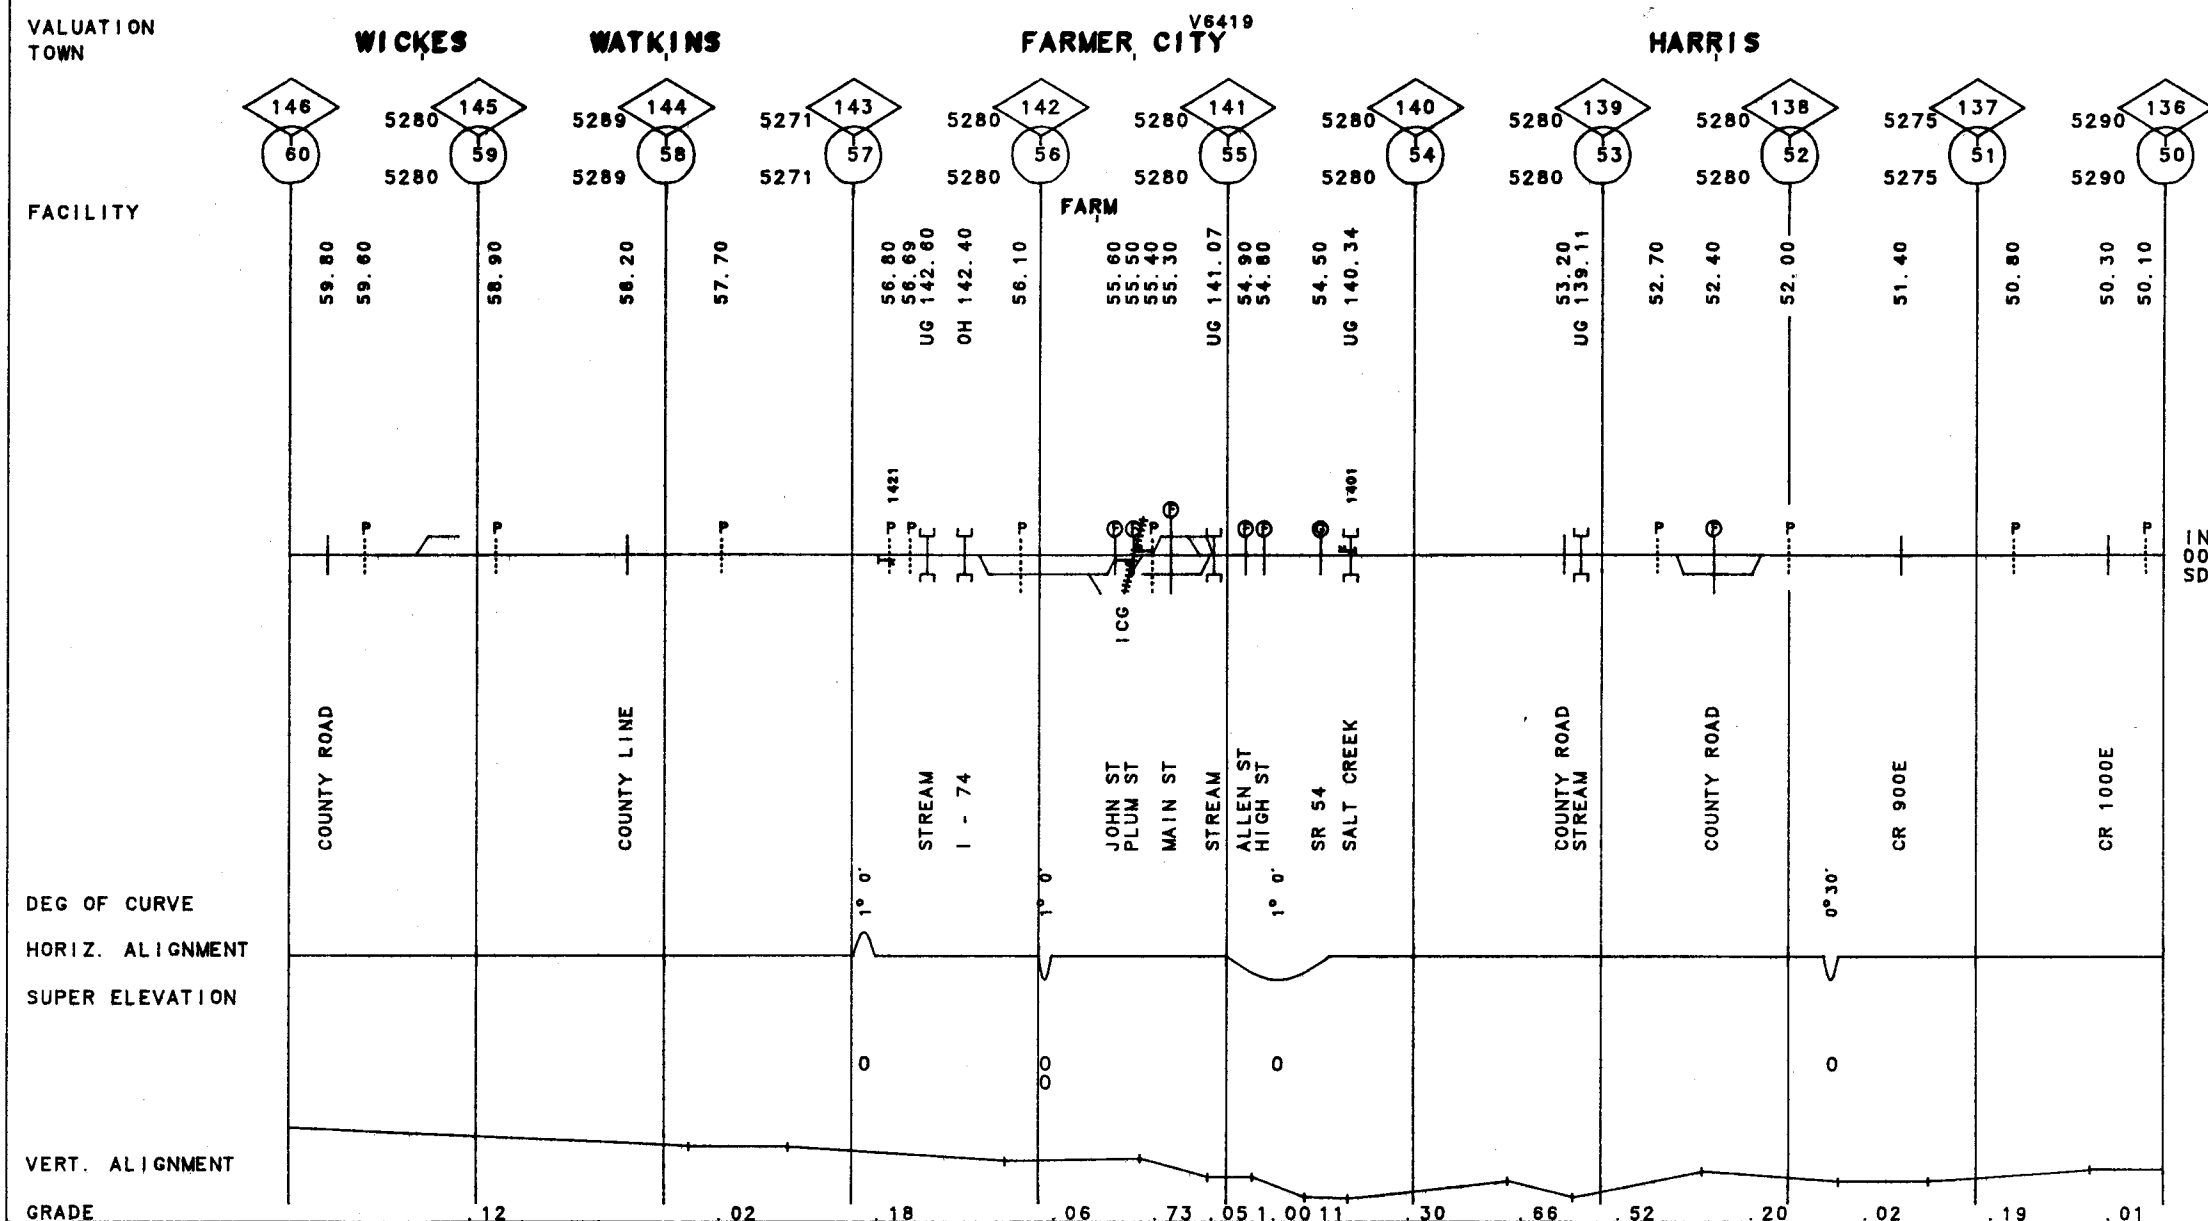 VALUATION V6419
TOWN WICKES WATKINS FARMER CITY HARRIS
146 145 144 143 142 141 140 139 138 137 136
5280 5289 5271 5280 5280 5280 5280 5280 5275 5290
60 59 58 57 56 55 54 53 52 51 50
5280 5289 5271 5280 5280 5280 5280 5280 5275 5290
FACILITY FARM
59.80
59.60
58.90
58.20
57.70
56.80
56.69
UG 142.60
OH 142.40
56.10
55.60
55.50
55.40
55.30
UG 141.07
54.90
54.80
54.50
UG 140.34
53.20
UG 139.11
52.70
52.40
52.00
51.40
50.80
50.30
50.10
1421
1401
P P P P P P F F P F F F G P F P P P
IN
OO
SD
ICG
COUNTY ROAD
COUNTY LINE
STREAM
I - 74
JOHN ST
PLUM ST
MAIN ST
STREAM
ALLEN ST
HIGH ST
SR 54
SALT CREEK
COUNTY ROAD
STREAM
COUNTY ROAD
CR 900E
CR 1000E
DEG OF CURVE 1° 0' 1° 0' 1° 0' 0° 30'
HORIZ. ALIGNMENT
SUPER ELEVATION
0 0 0 0
0
VERT. ALIGNMENT
GRADE .12 .02 .18 .06 .73 .05 1.00 11 .30 .66 .52 .20 .02 .19 .01